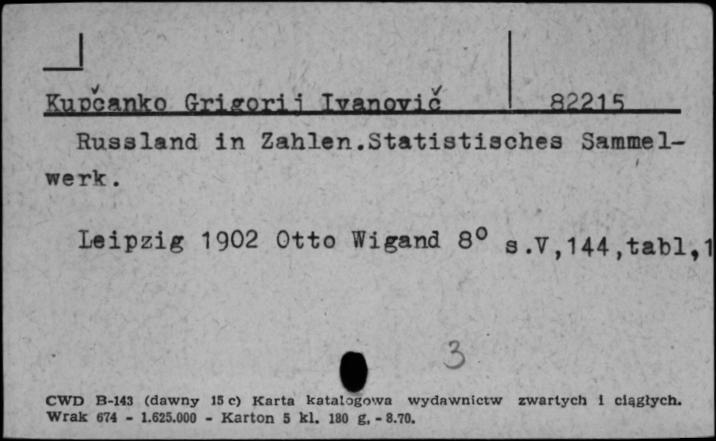 Kupčanko Grigorij Ivanovič 82215
Russland in Zahlen.Statistisches Sammel-
werk.
Leipzig 1902 Otto Wigand 8° s.V,144,tabl,1
3
CWD B-143 (dawny 15 c) Karta katalogowa wydawnictw zwartych i ciągłych.
Wrak 674 - 1.625.000 - Karton 5 kl. 180 g. - 8.70.